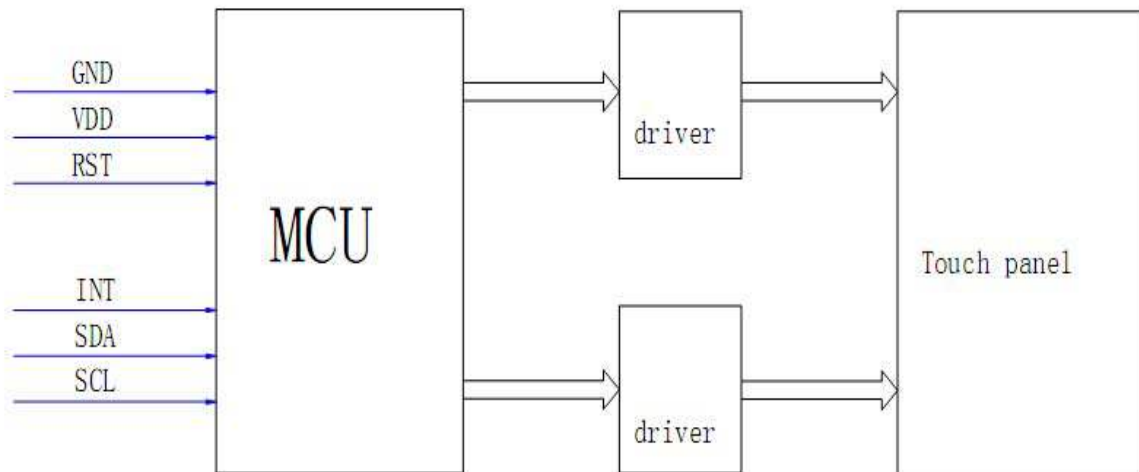 GND
VDD
RST
MCU
INT
SDA
SCL
driver
driver
Touch panel